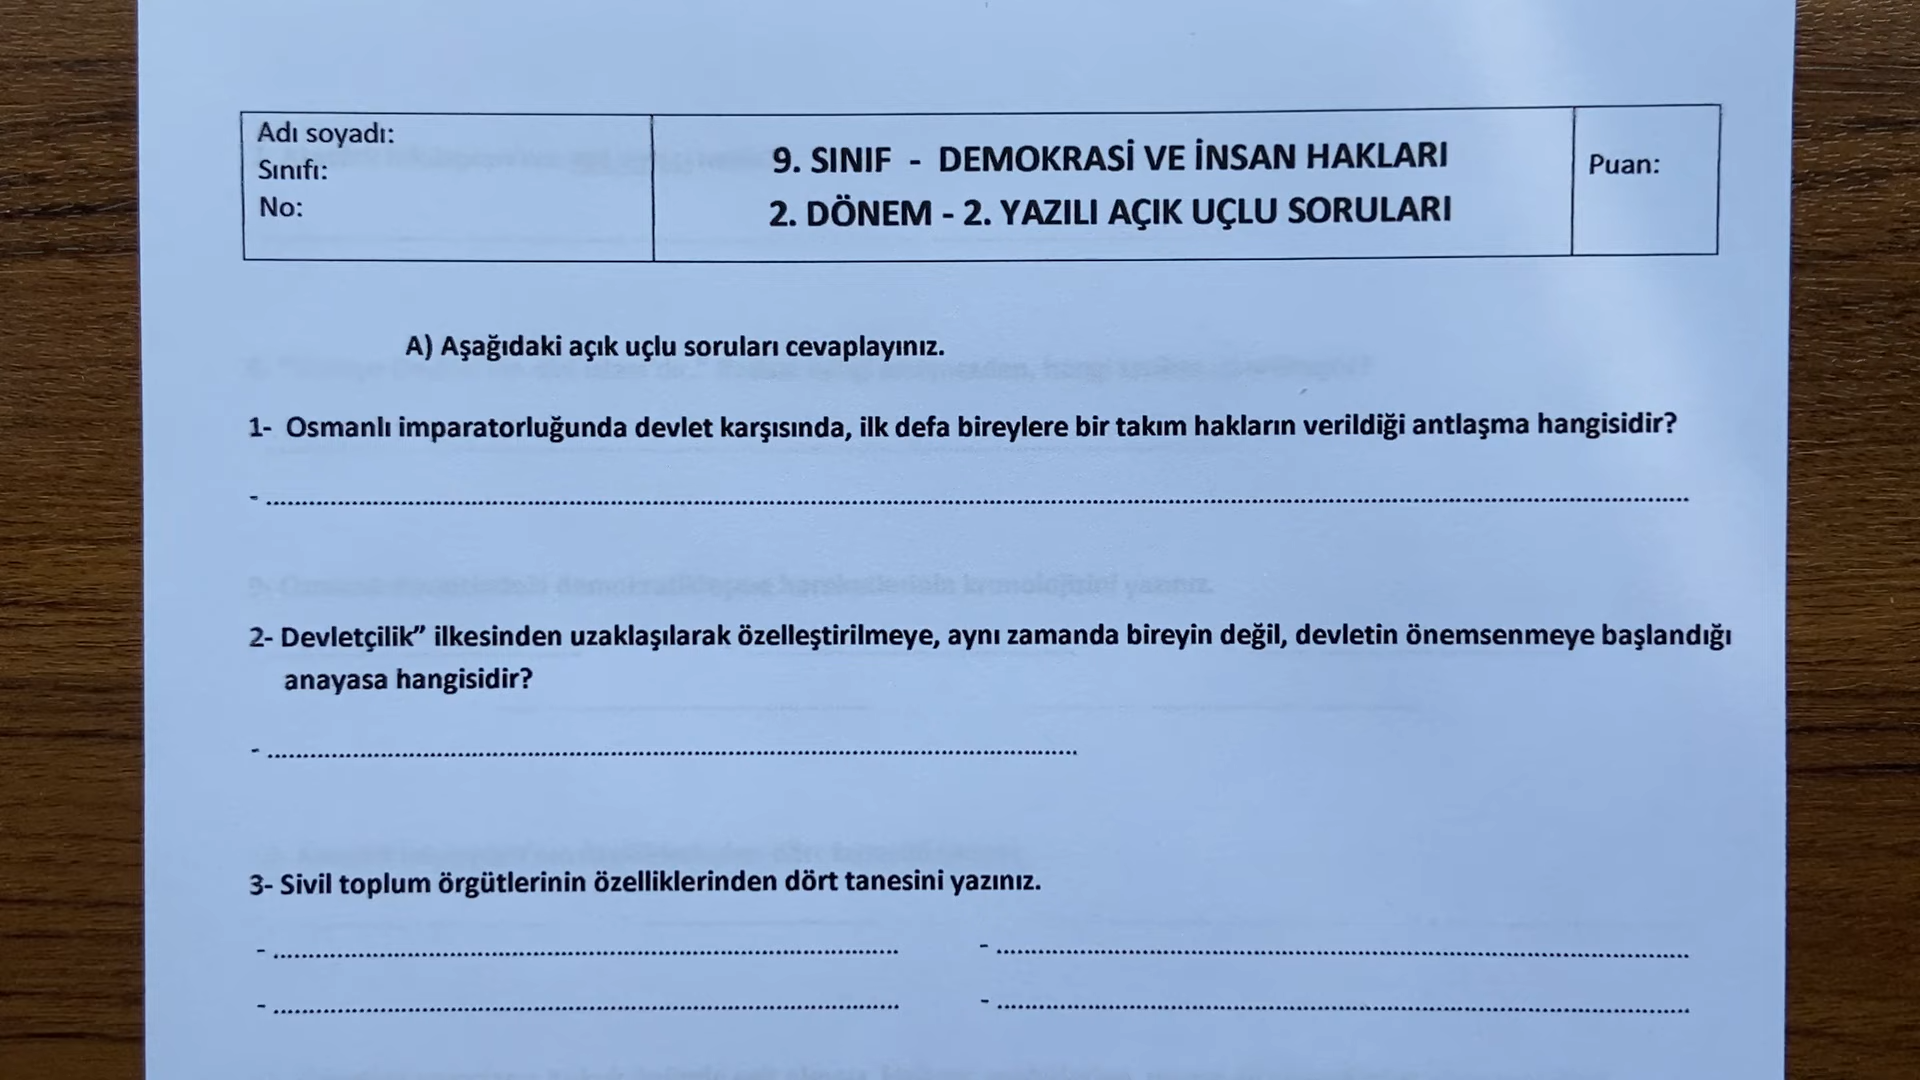 Adı soyadı:
Sınıfı:
No:
9. SINIF - DEMOKRASİ VE İNSAN HAKLARI
2. DÖNEM - 2. YAZILI AÇIK UÇLU SORULARI
Puan:
A) Aşağıdaki açık uçlu soruları cevaplayınız.
1- Osmanlı imparatorluğunda devlet karşısında, ilk defa bireylere bir takım hakların verildiği antlaşma hangisidir?
2- Devletçilik” ilkesinden uzaklaşılarak özelleştirilmeye, aynı zamanda bireyin değil, devletin önemsenmeye başlandığı
anayasa hangisidir?
3- Sivil toplum örgütlerinin özelliklerinden dört tanesini yazınız.